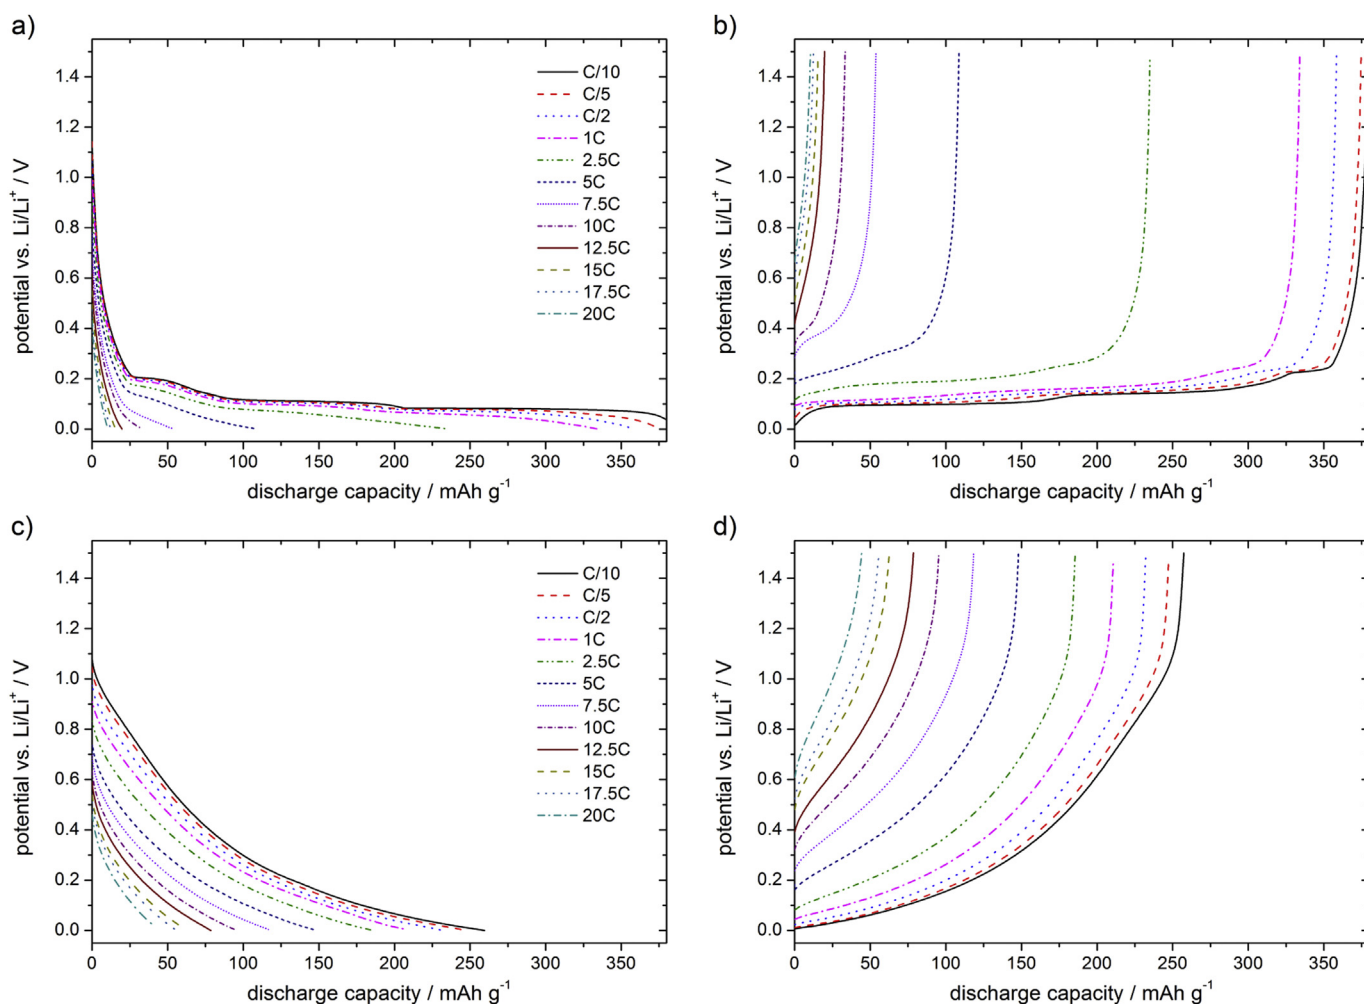 a)
potential vs. Li/Li⁺ / V
1.4
1.2
1.0
0.8
0.6
0.4
0.2
0.0
C/10
C/5
C/2
1C
2.5C
5C
7.5C
10C
12.5C
15C
17.5C
20C
0 50 100 150 200 250 300 350
discharge capacity / mAh g⁻¹
b)
potential vs. Li/Li⁺ / V
1.4
1.2
1.0
0.8
0.6
0.4
0.2
0.0
0 50 100 150 200 250 300 350
discharge capacity / mAh g⁻¹
c)
potential vs. Li/Li⁺ / V
1.4
1.2
1.0
0.8
0.6
0.4
0.2
0.0
C/10
C/5
C/2
1C
2.5C
5C
7.5C
10C
12.5C
15C
17.5C
20C
0 50 100 150 200 250 300 350
discharge capacity / mAh g⁻¹
d)
potential vs. Li/Li⁺ / V
1.4
1.2
1.0
0.8
0.6
0.4
0.2
0.0
0 50 100 150 200 250 300 350
discharge capacity / mAh g⁻¹